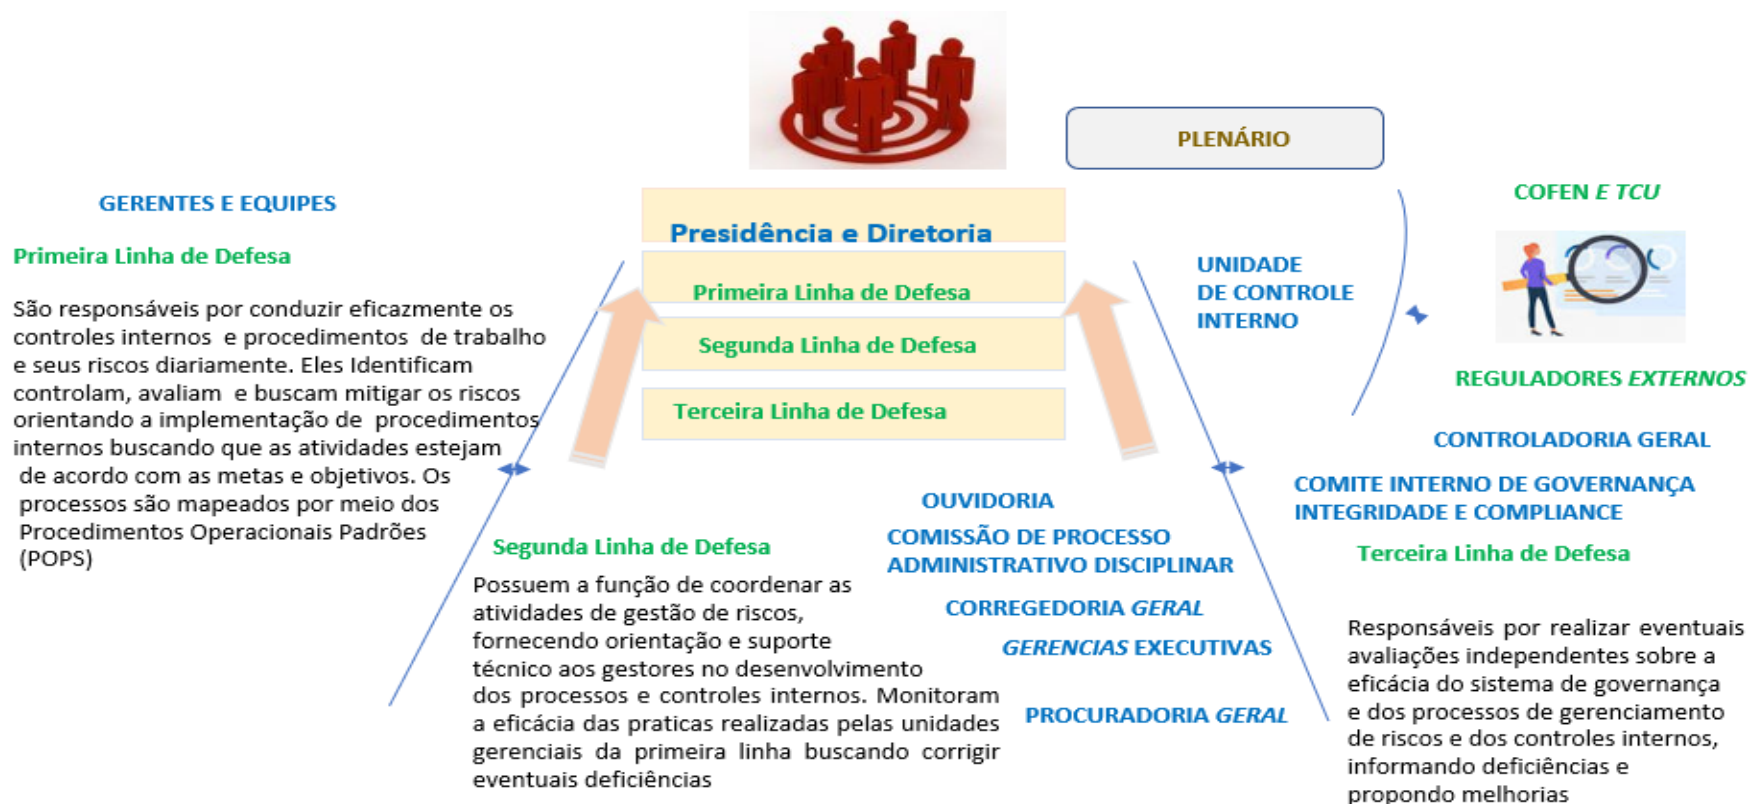 PLENÁRIO
GERENTES E EQUIPES
Primeira Linha de Defesa
São responsáveis por conduzir eficazmente os
controles internos e procedimentos de trabalho
e seus riscos diariamente. Eles Identificam
controlam, avaliam e buscam mitigar os riscos
orientando a implementação de procedimentos
internos buscando que as atividades estejam
de acordo com as metas e objetivos. Os
processos são mapeados por meio dos
Procedimentos Operacionais Padrões
(POPS)
Presidência e Diretoria
Primeira Linha de Defesa
Segunda Linha de Defesa
Terceira Linha de Defesa
Segunda Linha de Defesa
Possuem a função de coordenar as
atividades de gestão de riscos,
fornecendo orientação e suporte
técnico aos gestores no desenvolvimento
dos processos e controles internos. Monitoram
a eficácia das praticas realizadas pelas unidades
gerenciais da primeira linha buscando corrigir
eventuais deficiências
OUVIDORIA
COMISSÃO DE PROCESSO
ADMINISTRATIVO DISCIPLINAR
CORREGEDORIA GERAL
GERENCIAS EXECUTIVAS
PROCURADORIA GERAL
UNIDADE
DE CONTROLE
INTERNO
COFEN E TCU
REGULADORES EXTERNOS
CONTROLADORIA GERAL
COMITE INTERNO DE GOVERNANÇA
INTEGRIDADE E COMPLIANCE
Terceira Linha de Defesa
Responsáveis por realizar eventuais
avaliações independentes sobre a
eficácia do sistema de governança
e dos processos de gerenciamento
de riscos e dos controles internos,
informando deficiências e
propondo melhorias